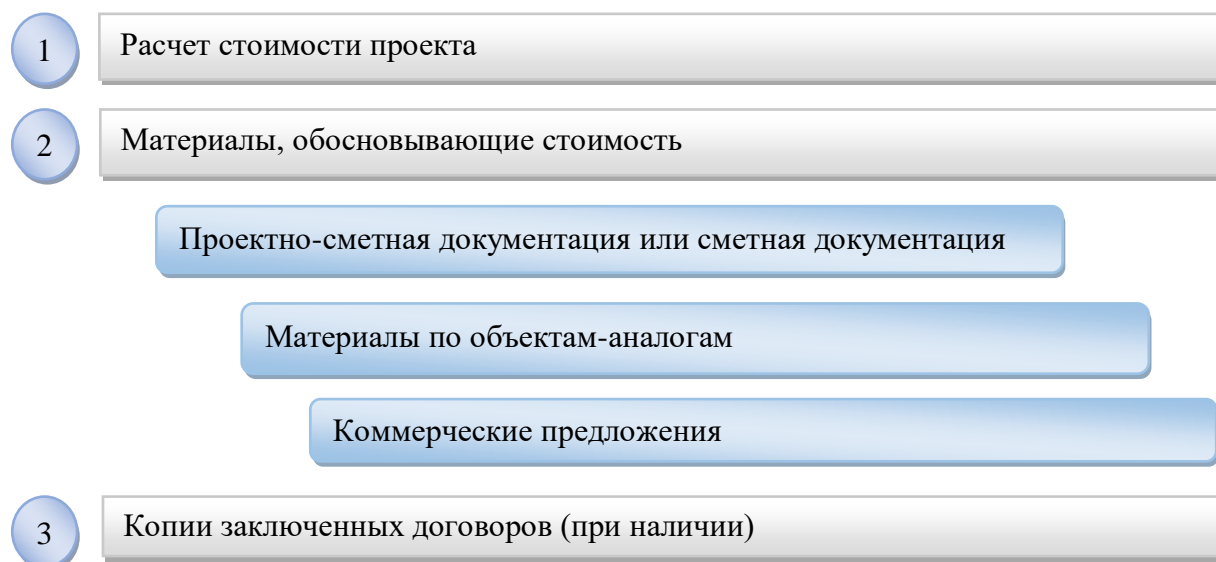 1
Расчет стоимости проекта
2
Материалы, обосновывающие стоимость
Проектно-сметная документация или сметная документация
Материалы по объектам-аналогам
Коммерческие предложения
3
Копии заключенных договоров (при наличии)